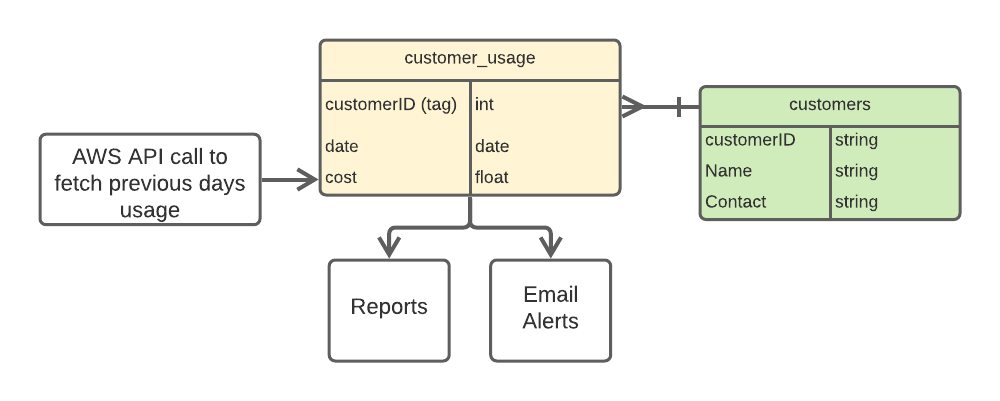 customer_usage
customerID (tag) int
date date
cost float
customers
customerID string
Name string
Contact string
AWS API call to
fetch previous days
usage
Reports
Email
Alerts